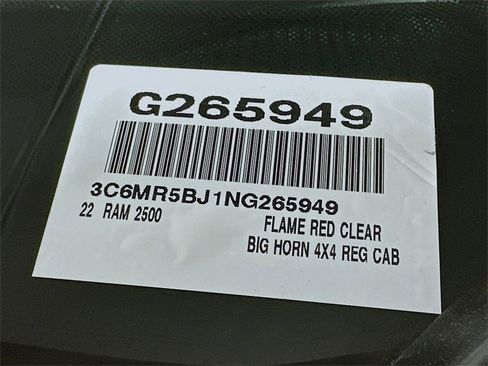 G265949
3C6MR5BJ1NG265949
22 RAM 2500 FLAME RED CLEAR
BIG HORN 4X4 REG CAB